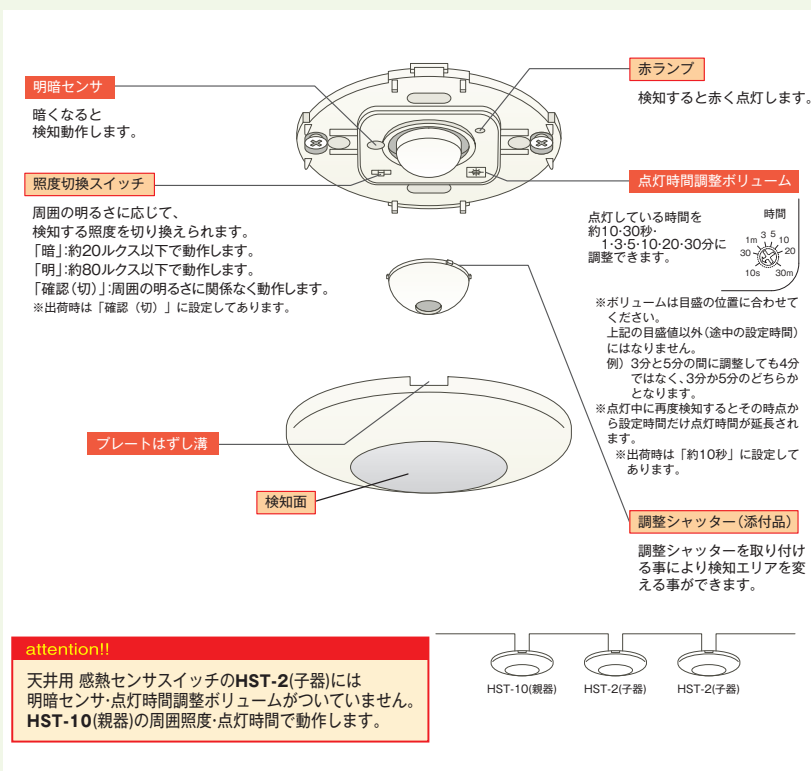 明暗センサ
暗くなると
検知動作します。
照度切換スイッチ
周囲の明るさに応じて、
検知する照度を切り換えられます。
「暗」:約20ルクス以下で動作します。
「明」:約80ルクス以下で動作します。
「確認(切)」:周囲の明るさに関係なく動作します。
※出荷時は「確認（切）」に設定してあります。
赤ランプ
検知すると赤く点灯します。
点灯時間調整ボリューム
点灯している時間を
約10・30秒・
1・3・5・10・20・30分に
調整できます。
時間
1m 3 5 10
30 20
10s 30m
※ボリュームは目盛の位置に合わせて
ください。
上記の目盛値以外(途中の設定時間)
にはなりません。
例）3分と5分の間に調整しても4分
ではなく、3分か5分のどちらか
となります。
※点灯中に再度検知するとその時点か
ら設定時間だけ点灯時間が延長され
ます。
※出荷時は「約10秒」に設定して
あります。
プレートはずし溝
検知面
調整シャッター(添付品)
調整シャッターを取り付け
る事により検知エリアを変
える事ができます。
attention!!
天井用 感熱センサスイッチのHST-2(子器)には
明暗センサ・点灯時間調整ボリュームがついていません。
HST-10(親器)の周囲照度・点灯時間で動作します。
HST-10(親器) HST-2(子器) HST-2(子器)